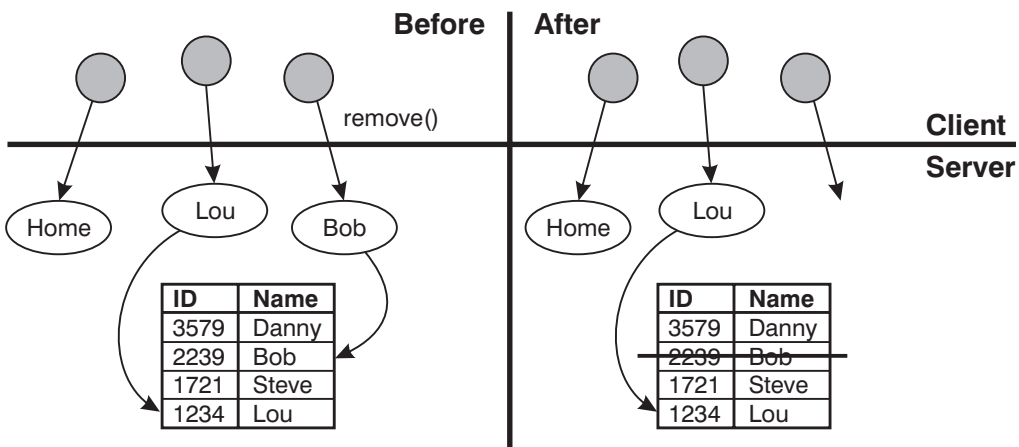 Before
After
remove()
Client
Server
Home
Lou
Bob
Home
Lou
ID Name
3579 Danny
2239 Bob
1721 Steve
1234 Lou
ID Name
3579 Danny
2239 Bob
1721 Steve
1234 Lou